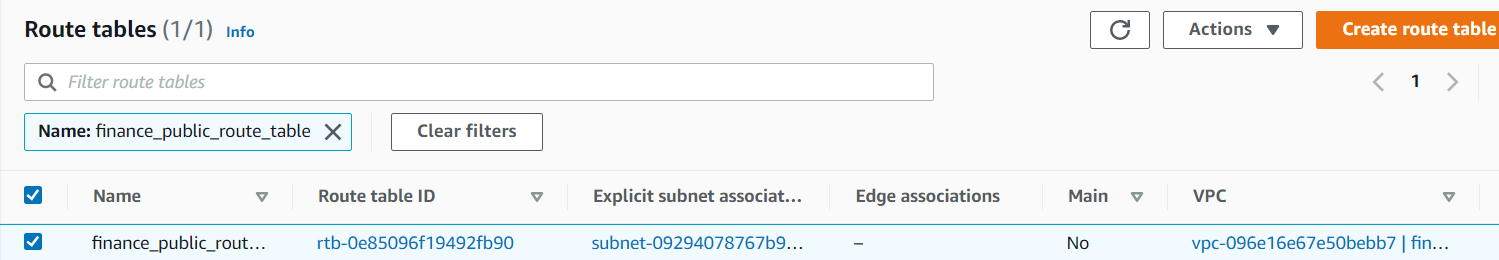 Route tables (1/1) Info
Actions
Create route table
Filter route tables
1
Name: finance_public_route_table
Clear filters
Name Route table ID Explicit subnet associat... Edge associations Main VPC
finance_public_rout... rtb-0e85096f19492fb90 subnet-09294078767b9... – No vpc-096e16e67e50bebb7 | fin...